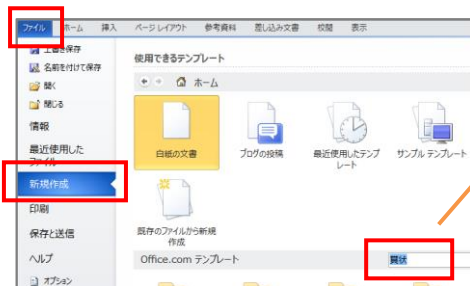 ファイル ホーム 挿入 ページ レイアウト 参考資料 差し込み文書 校閲 表示
上書き保存
名前を付けて保存
開く
閉じる
情報
最近使用した
ファイル
新規作成
印刷
保存と送信
ヘルプ
オプション
使用できるテンプレート
ホーム
白紙の文書 ブログの投稿 最近使用したテンプ
レート
サンプル テンプレート
既存のファイルから新規
作成
Office.com テンプレート
賀状